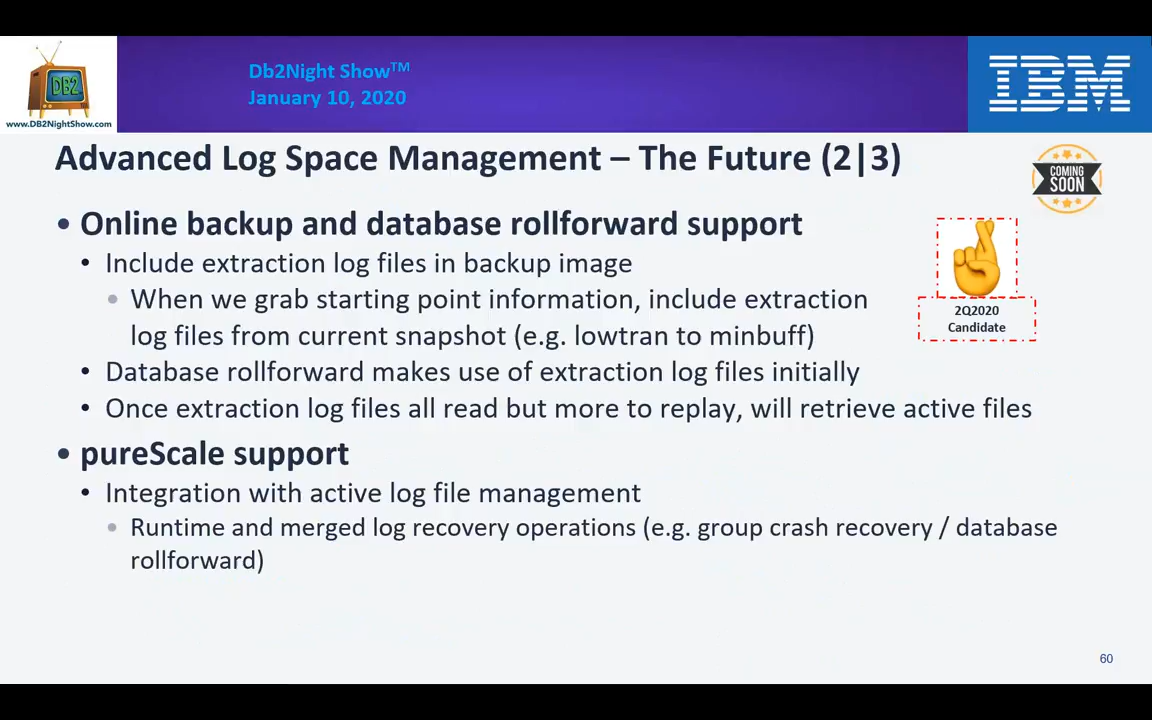 DB2
www.DB2NightShow.com
Db2Night Show™
January 10, 2020
IBM
Advanced Log Space Management – The Future (2|3)
COMING
SOON
• Online backup and database rollforward support
• Include extraction log files in backup image
• When we grab starting point information, include extraction
log files from current snapshot (e.g. lowtran to minbuff)
2Q2020
Candidate
• Database rollforward makes use of extraction log files initially
• Once extraction log files all read but more to replay, will retrieve active files
• pureScale support
• Integration with active log file management
• Runtime and merged log recovery operations (e.g. group crash recovery / database
rollforward)
60